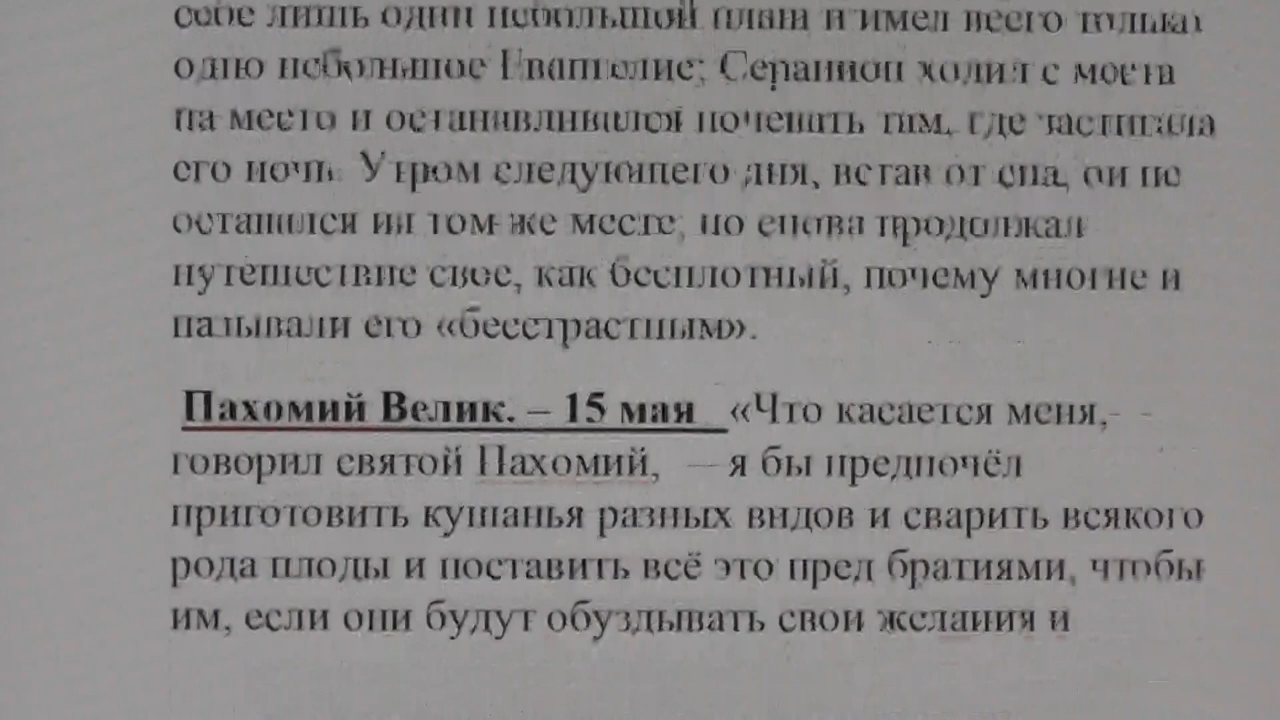 себе лишь один небольшой плащ и имел всего только
одно небольшое Евангелие; Серапион ходил с места
на место и останавливался ночевать там, где застигала
его ночь. Утром следующего дня, встав от сна, он не
оставался на том же месте, но снова продолжал
путешествие свое, как бесплотный, почему многие и
называли его «бесстрастным».
Пахомий Велик. – 15 мая «Что касается меня,-
говорил святой Пахомий, — я бы предпочёл
приготовить кушанья разных видов и сварить всякого
рода плоды и поставить всё это пред братиями, чтобы
им, если они будут обуздывать свои желания и